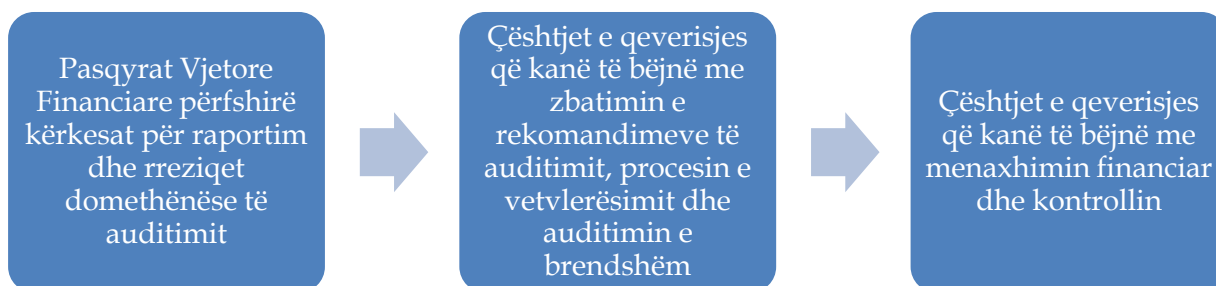 Pasqyrat Vjetore
Financiare përfshirë
kërkesat për raportim
dhe rreziqet
domethënëse të
auditimit
Çështjet e qeverisjes
që kanë të bëjnë me
zbatimin e
rekomandimeve të
auditimit, procesin e
vetvlerësimit dhe
auditimin e
brendshëm
Çështjet e qeverisjes
që kanë të bëjnë me
menaxhimin financiar
dhe kontrollin